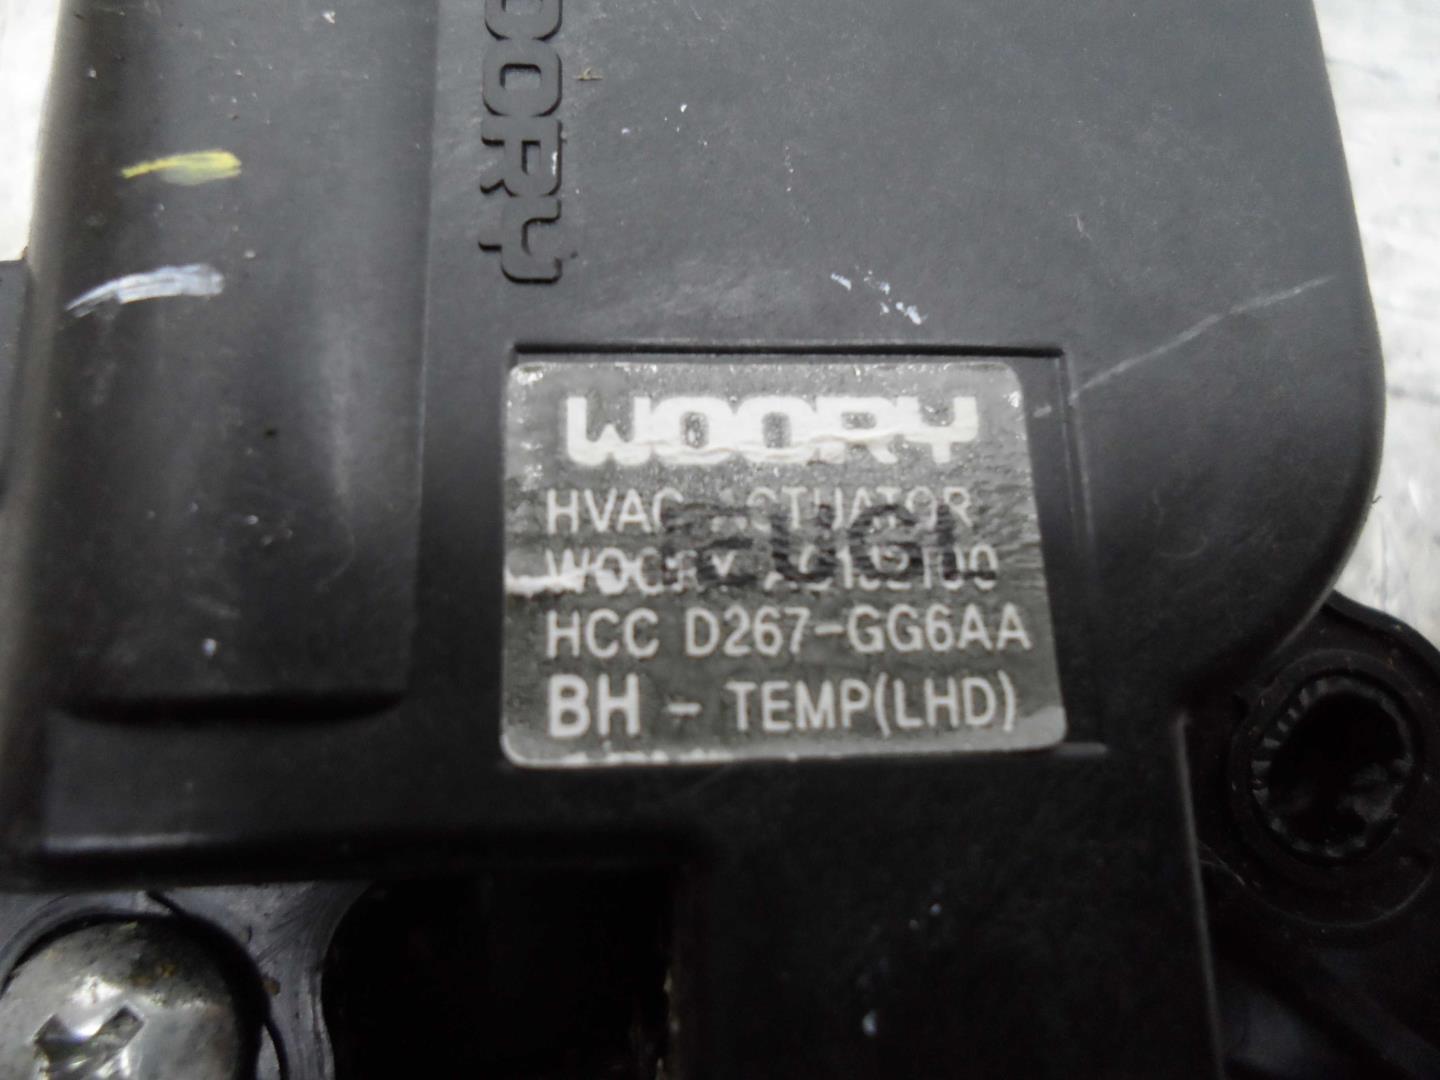 WOORY
HVAC ACTUATOR
WOORY
HCC D267-GG6AA
BH - TEMP(LHD)